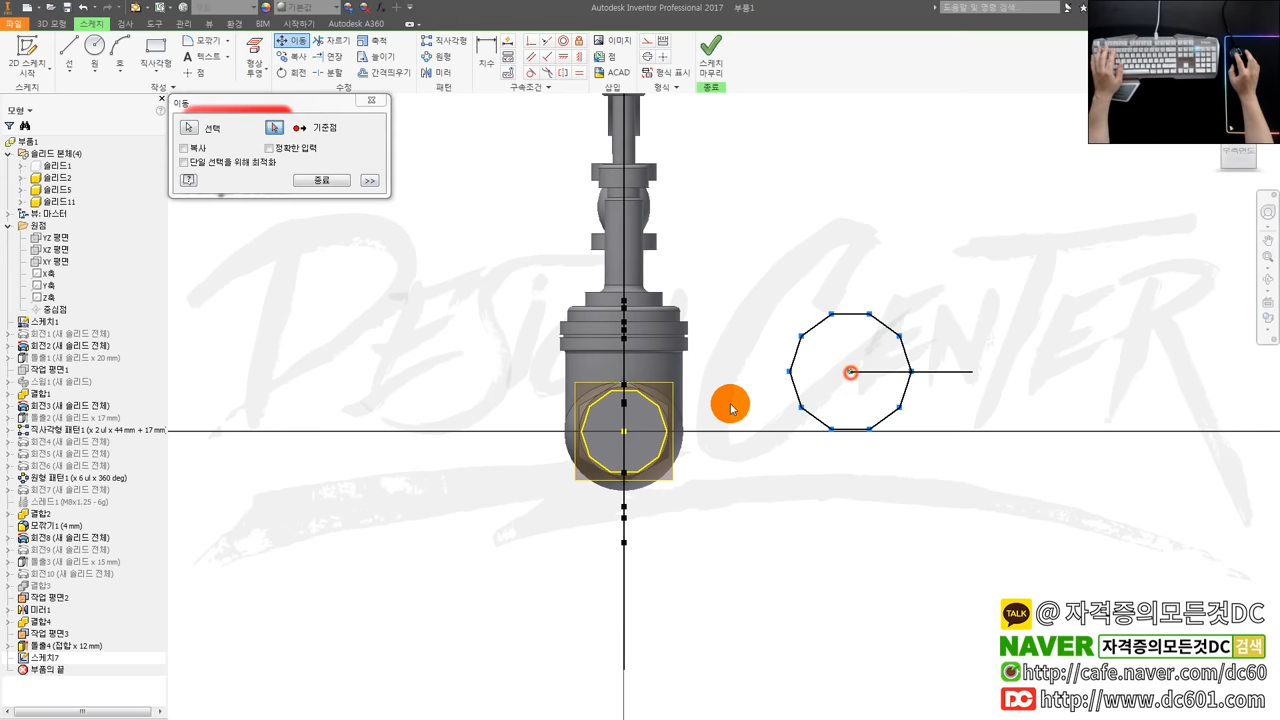 Autodesk Inventor Professional 2017   부품1
도움말 및 명령 검색...
파일 3D 모형 스케치 검사 도구 관리 뷰 환경 BIM 시작하기 Autodesk A360
2D 스케치 시작
선 원 호 직사각형
모깎기
텍스트
점
형상 투영
이동 자르기 축척
복사 연장 늘이기
회전 분할 간격띄우기
직사각형
원형
미러
치수
이미지
점
ACAD
형식 표시
스케치 마무리
스케치 작성 수정 패턴 구속조건 삽입 형식 종료
모형
이동
선택 기준점
복사 정확한 입력
단일 선택을 위해 최적화
종료 >>
부품1
솔리드 본체(4)
솔리드1
솔리드2
솔리드5
솔리드11
뷰: 마스터
원점
YZ 평면
XZ 평면
XY 평면
X축
Y축
Z축
중심점
스케치1
회전1 (새 솔리드 전체)
회전2 (새 솔리드 전체)
돌출1 (새 솔리드 x 20 mm)
작업 평면1
스윕1 (새 솔리드)
결합1
회전3 (새 솔리드 전체)
돌출2 (새 솔리드 x 17 mm)
직사각형 패턴1 (x 2 ul x 44 mm + 17 mm)
회전4 (새 솔리드 전체)
회전5 (새 솔리드 전체)
회전6 (새 솔리드 전체)
원형 패턴1 (x 6 ul x 360 deg)
회전7 (새 솔리드 전체)
스레드1 (M8x1.25 - 6g)
결합2
모깎기1 (4 mm)
회전8 (새 솔리드 전체)
회전9 (새 솔리드 전체)
돌출3 (새 솔리드 x 15 mm)
회전10 (새 솔리드 전체)
결합3
작업 평면2
미러1
결합4
작업 평면3
돌출4 (접합 x 12 mm)
스케치7
부품의 끝
DESIGN CENTER
TALK @ 자격증의모든것DC
NAVER 자격증의모든것DC 검색
http://cafe.naver.com/dc60
DC http://www.dc601.com/